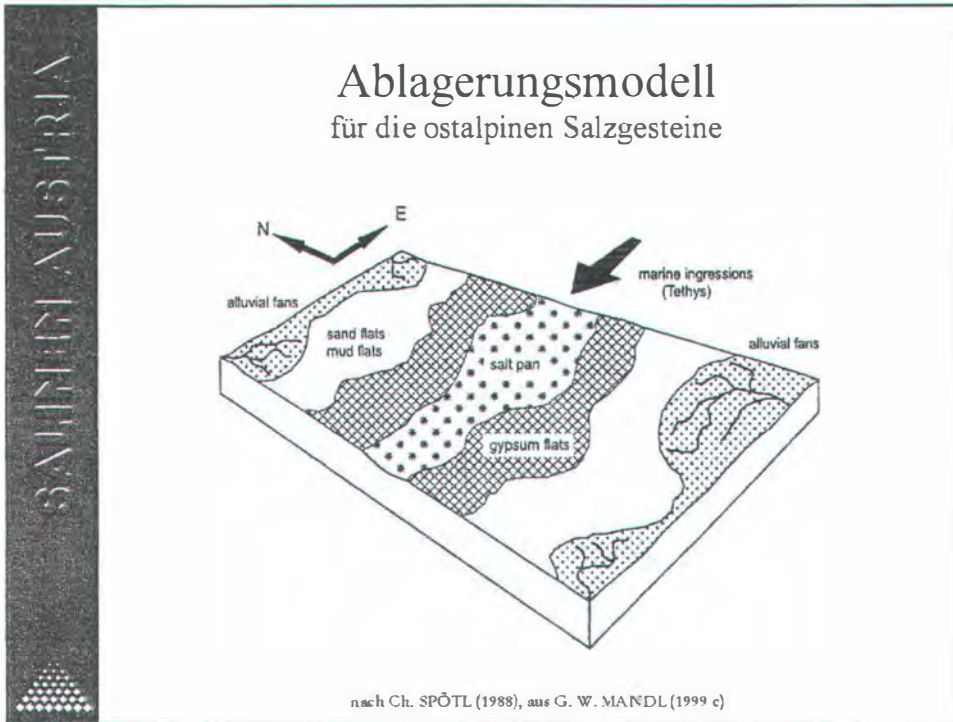 SALINEN AUSTRIA
Ablagerungsmodell
für die ostalpinen Salzgesteine
N
E
marine ingressions
(Tethys)
alluvial fans
alluvial fans
sand flats
mud flats
salt pan
gypsum flats
nach Ch. SPÖTL (1988), aus G. W. MANDL (1999 c)